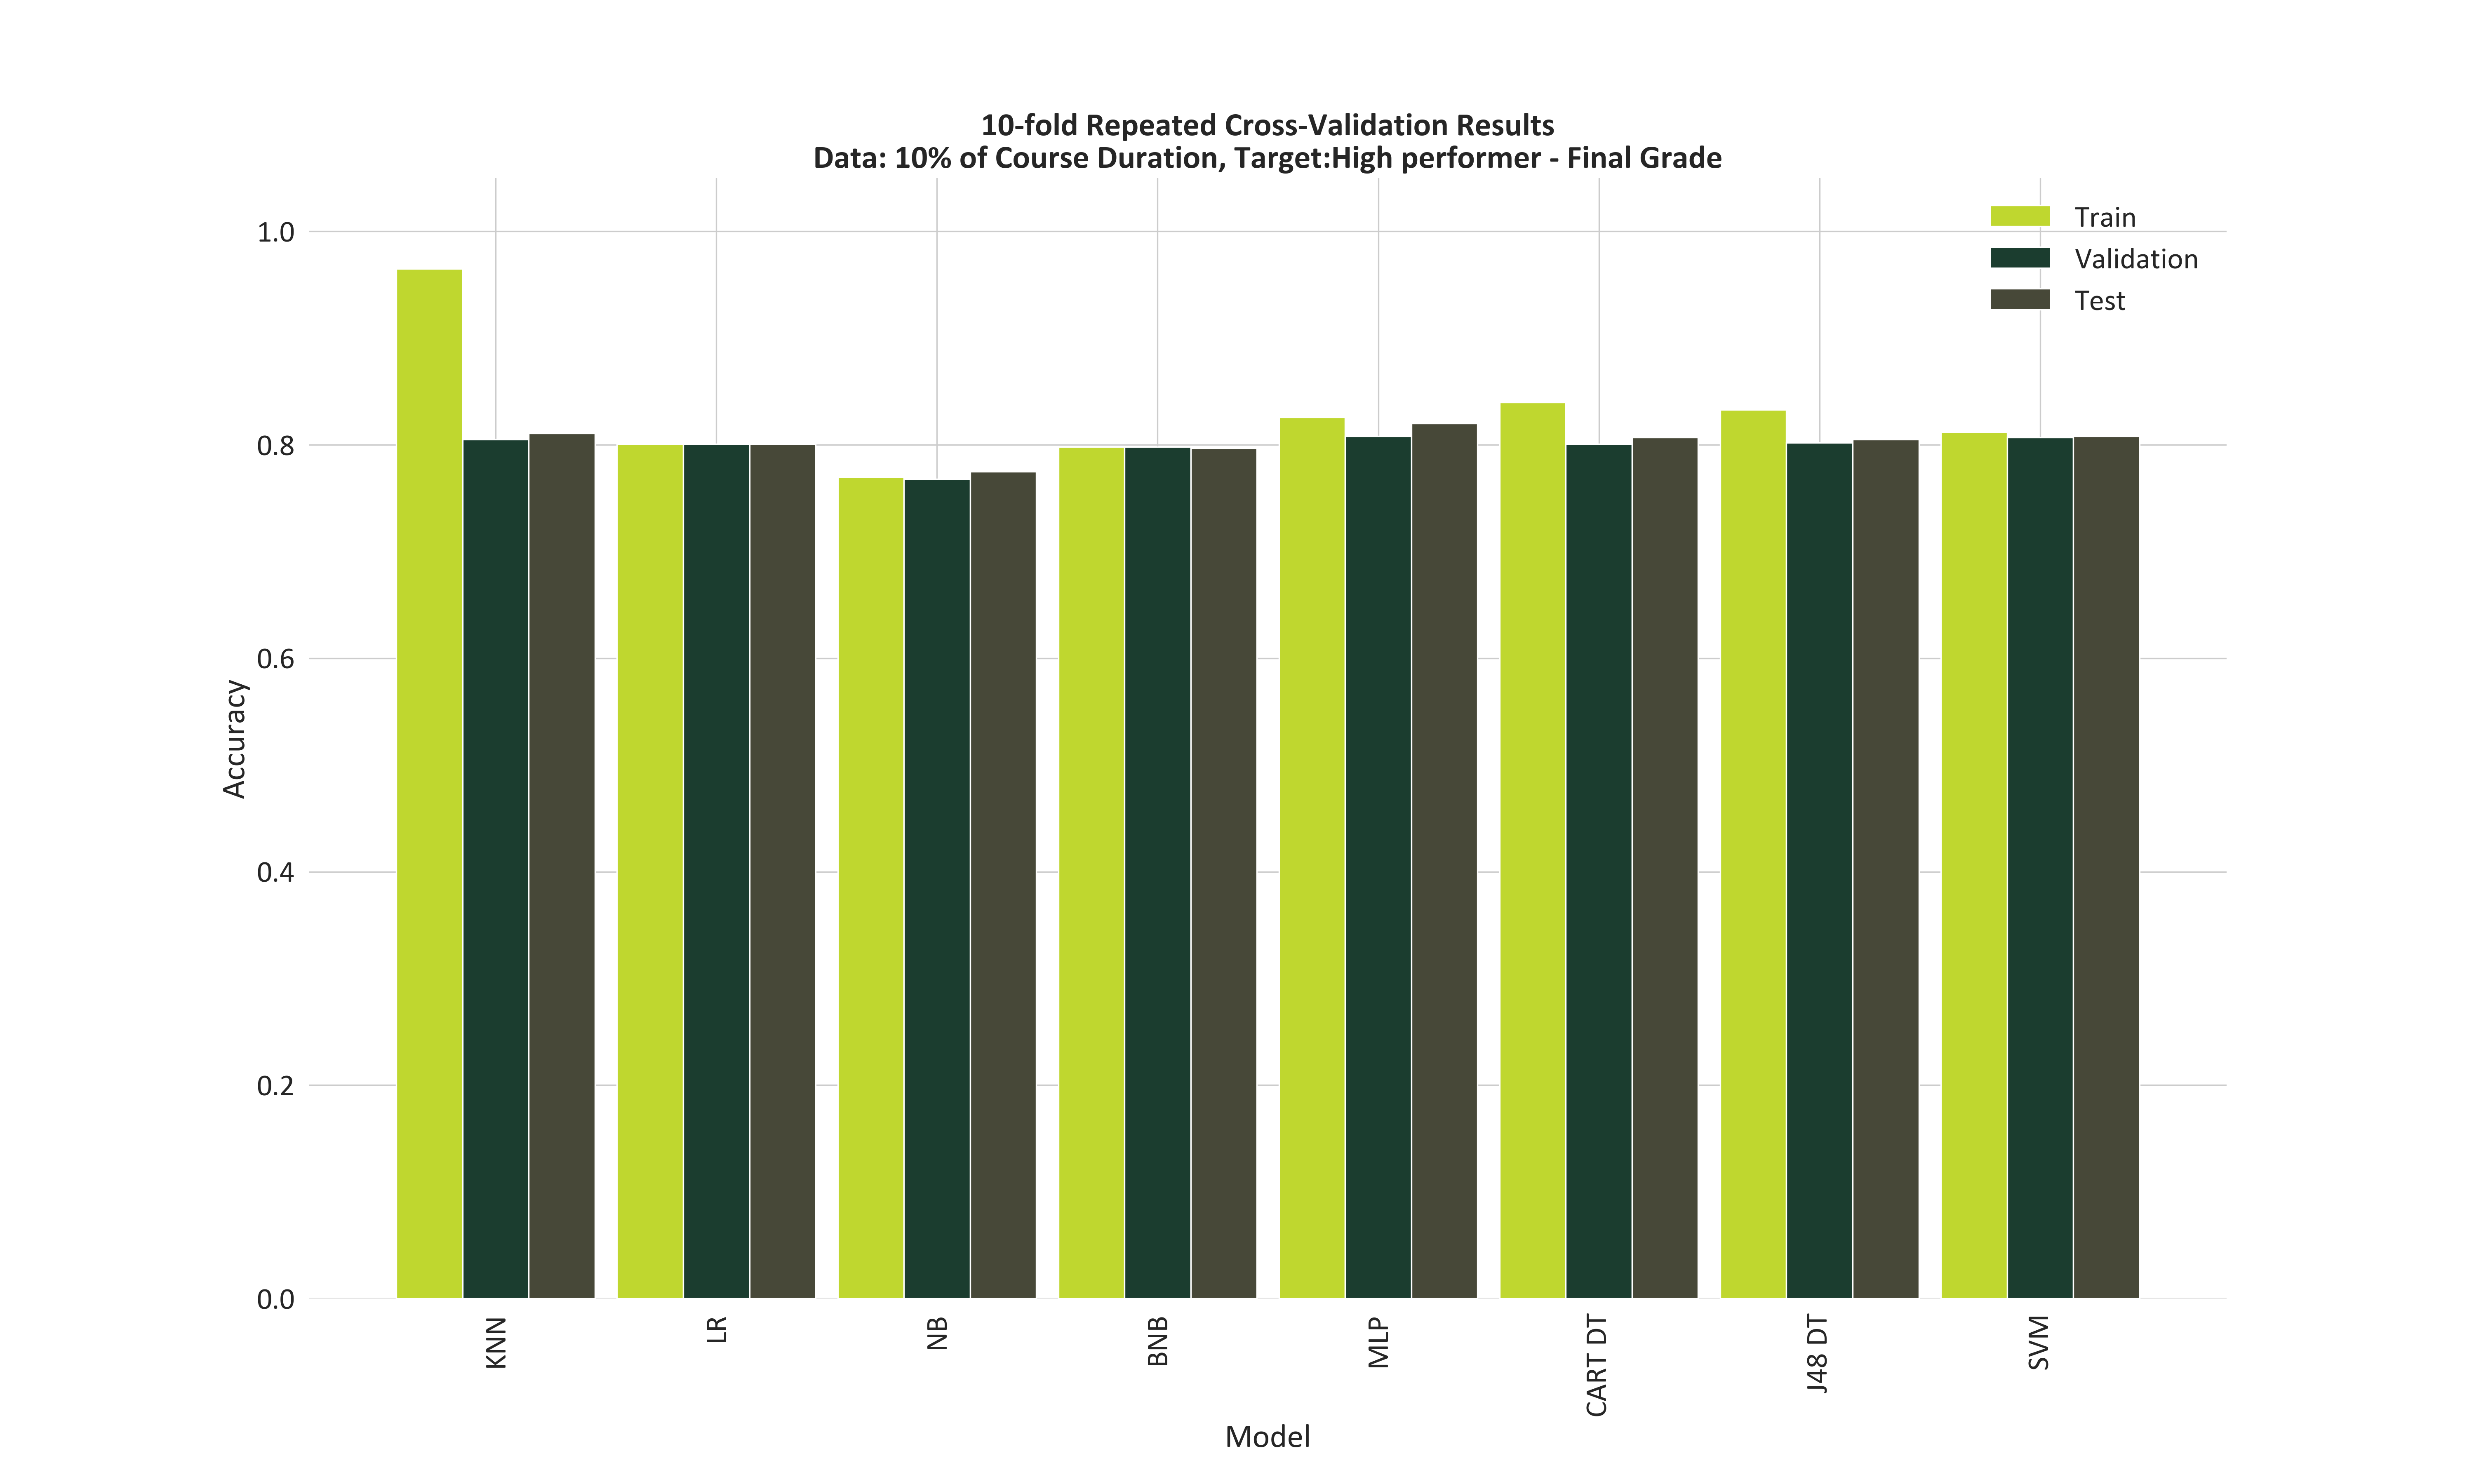 10-fold Repeated Cross-Validation Results
Data: 10% of Course Duration, Target:High performer - Final Grade
Train
Validation
Test
1.0
0.8
0.6
0.4
0.2
0.0
Accuracy
KNN
LR
NB
BNB
MLP
CART DT
J48 DT
SVM
Model